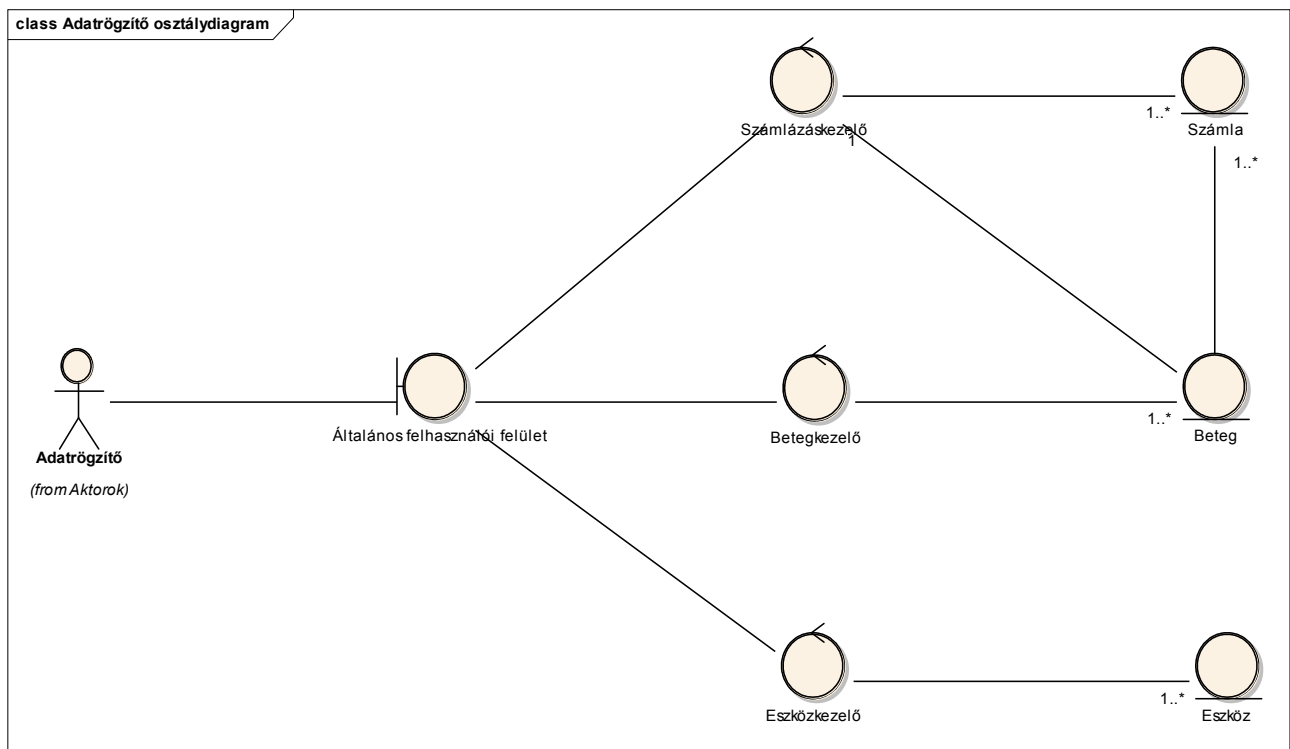 class Adatrögzítő osztálydiagram
Számlázáskezelő
1
1..*
Számla
1..*
Adatrögzítő
(from Aktorok)
Általános felhasználói felület
Betegkezelő
1..*
Beteg
Eszközkezelő
1..*
Eszköz